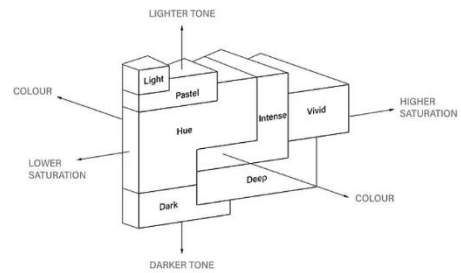 LIGHTER TONE
Light
Pastel
COLOUR
Hue
Intense
Vivid
HIGHER
SATURATION
LOWER
SATURATION
Deep
Dark
COLOUR
DARKER TONE